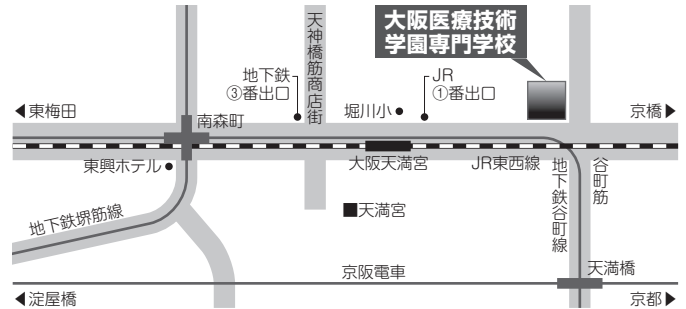 大阪医療技術
学園専門学校
天神橋筋商店街
地下鉄
③番出口
JR
①番出口
堀川小●
◀東梅田
京橋▶
南森町
東興ホテル●
大阪天満宮
JR東西線
地下鉄谷町線
谷町筋
地下鉄堺筋線
■天満宮
天満橋
京阪電車
◀淀屋橋
京都▶